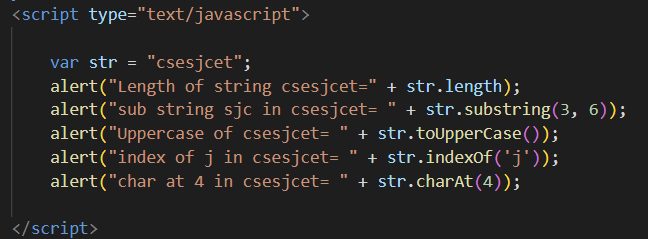 <script type="text/javascript">
var str = "csesjcet";
alert("Length of string csesjcet=" + str.length);
alert("sub string sjc in csesjcet= " + str.substring(3, 6));
alert("Uppercase of csesjcet= " + str.toUpperCase());
alert("index of j in csesjcet= " + str.indexOf('j'));
alert("char at 4 in csesjcet= " + str.charAt(4));
</script>